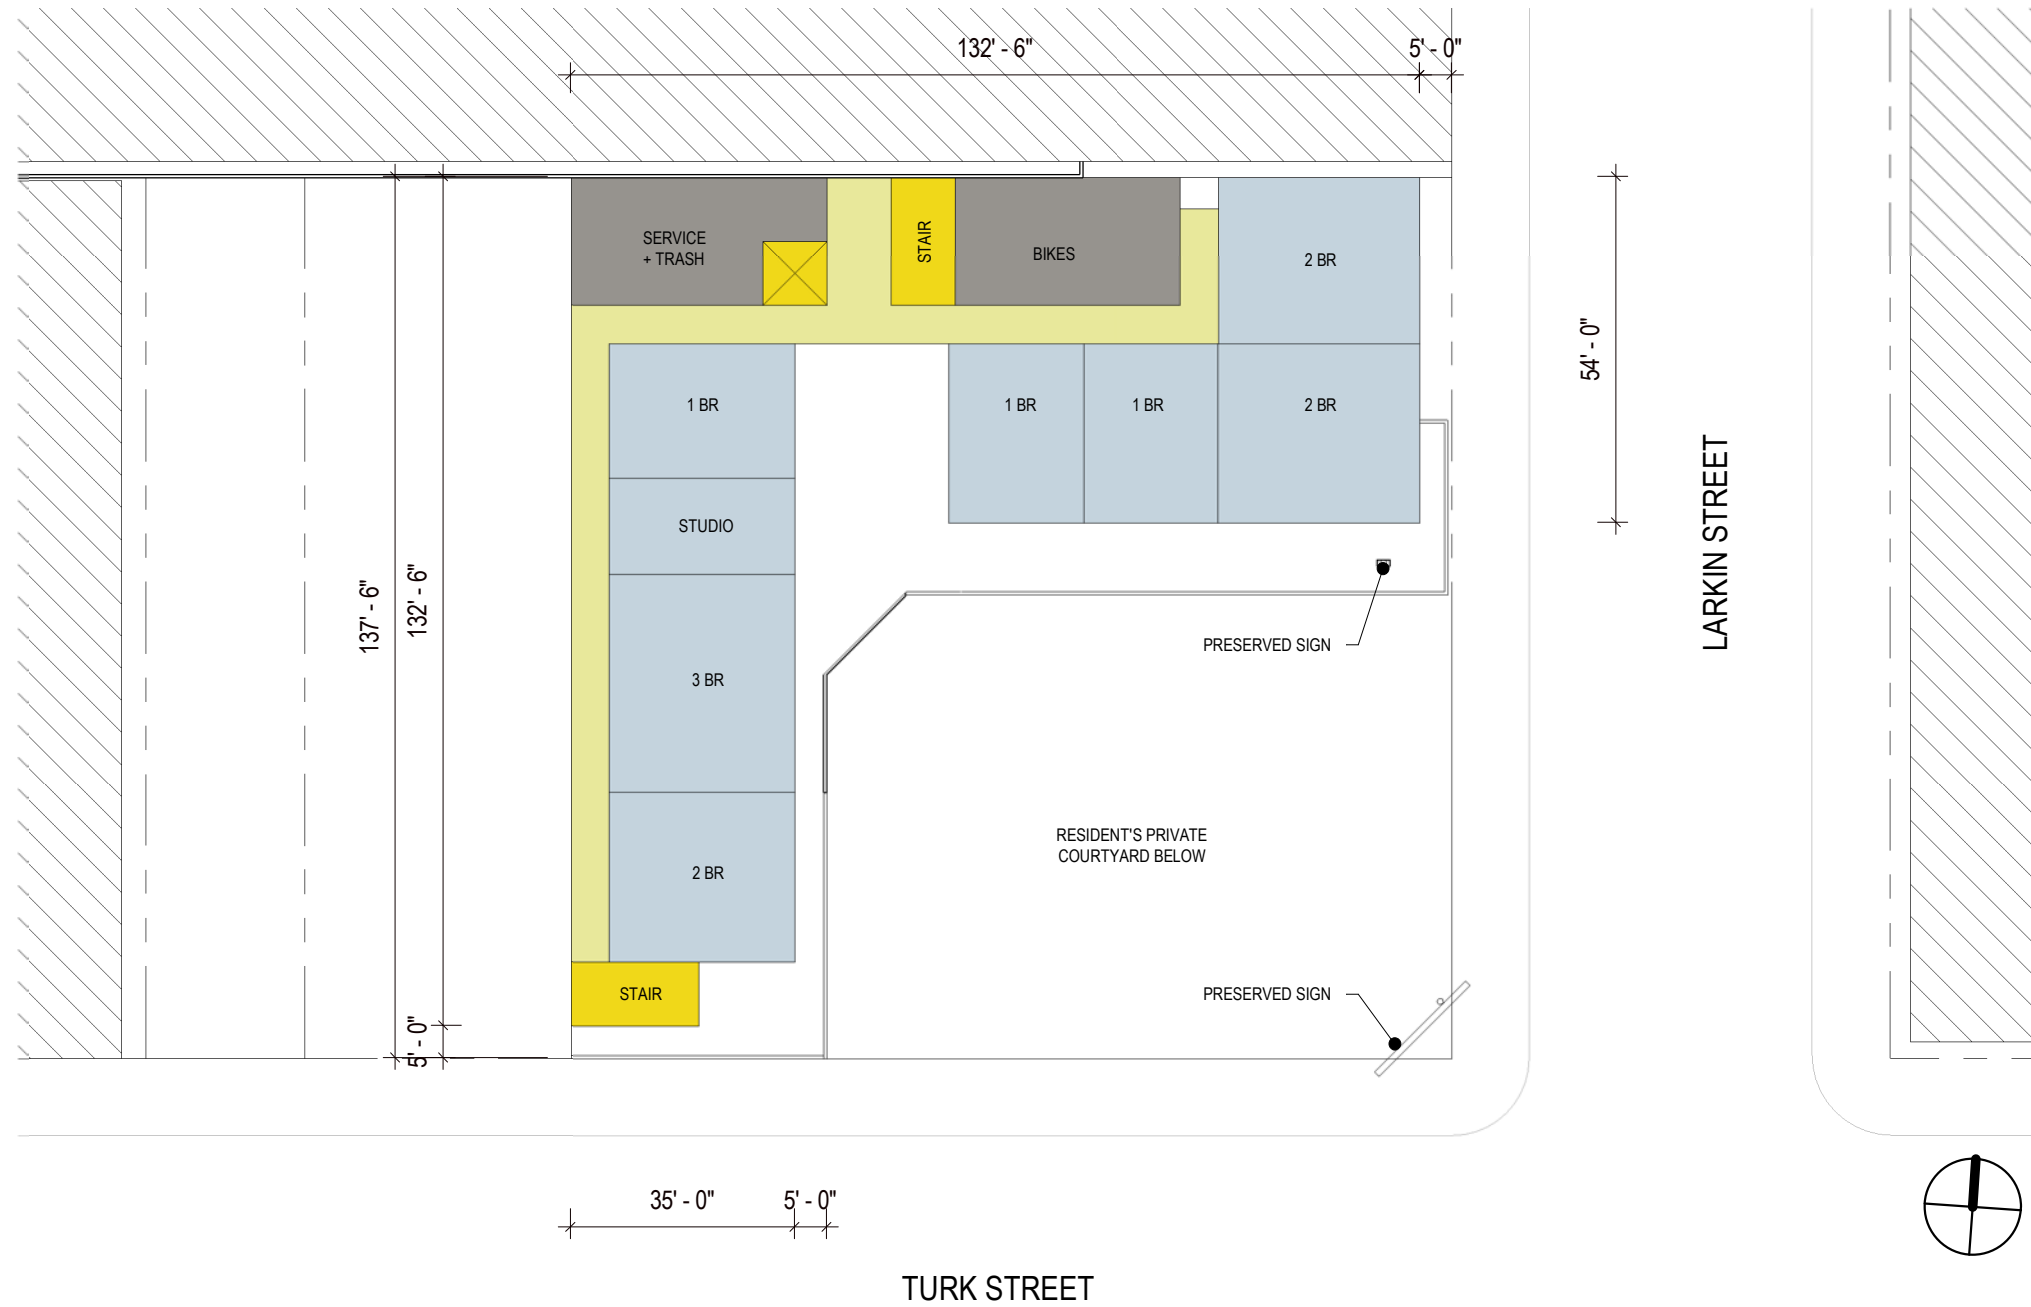 132' - 6"
5' - 0"
SERVICE
+ TRASH
STAIR
BIKES
2 BR
54' - 0"
1 BR
1 BR
1 BR
2 BR
STUDIO
LARKIN STREET
137' - 6"
132' - 6"
PRESERVED SIGN
3 BR
RESIDENT'S PRIVATE
COURTYARD BELOW
2 BR
STAIR
PRESERVED SIGN
5' - 0"
35' - 0"
5' - 0"
TURK STREET